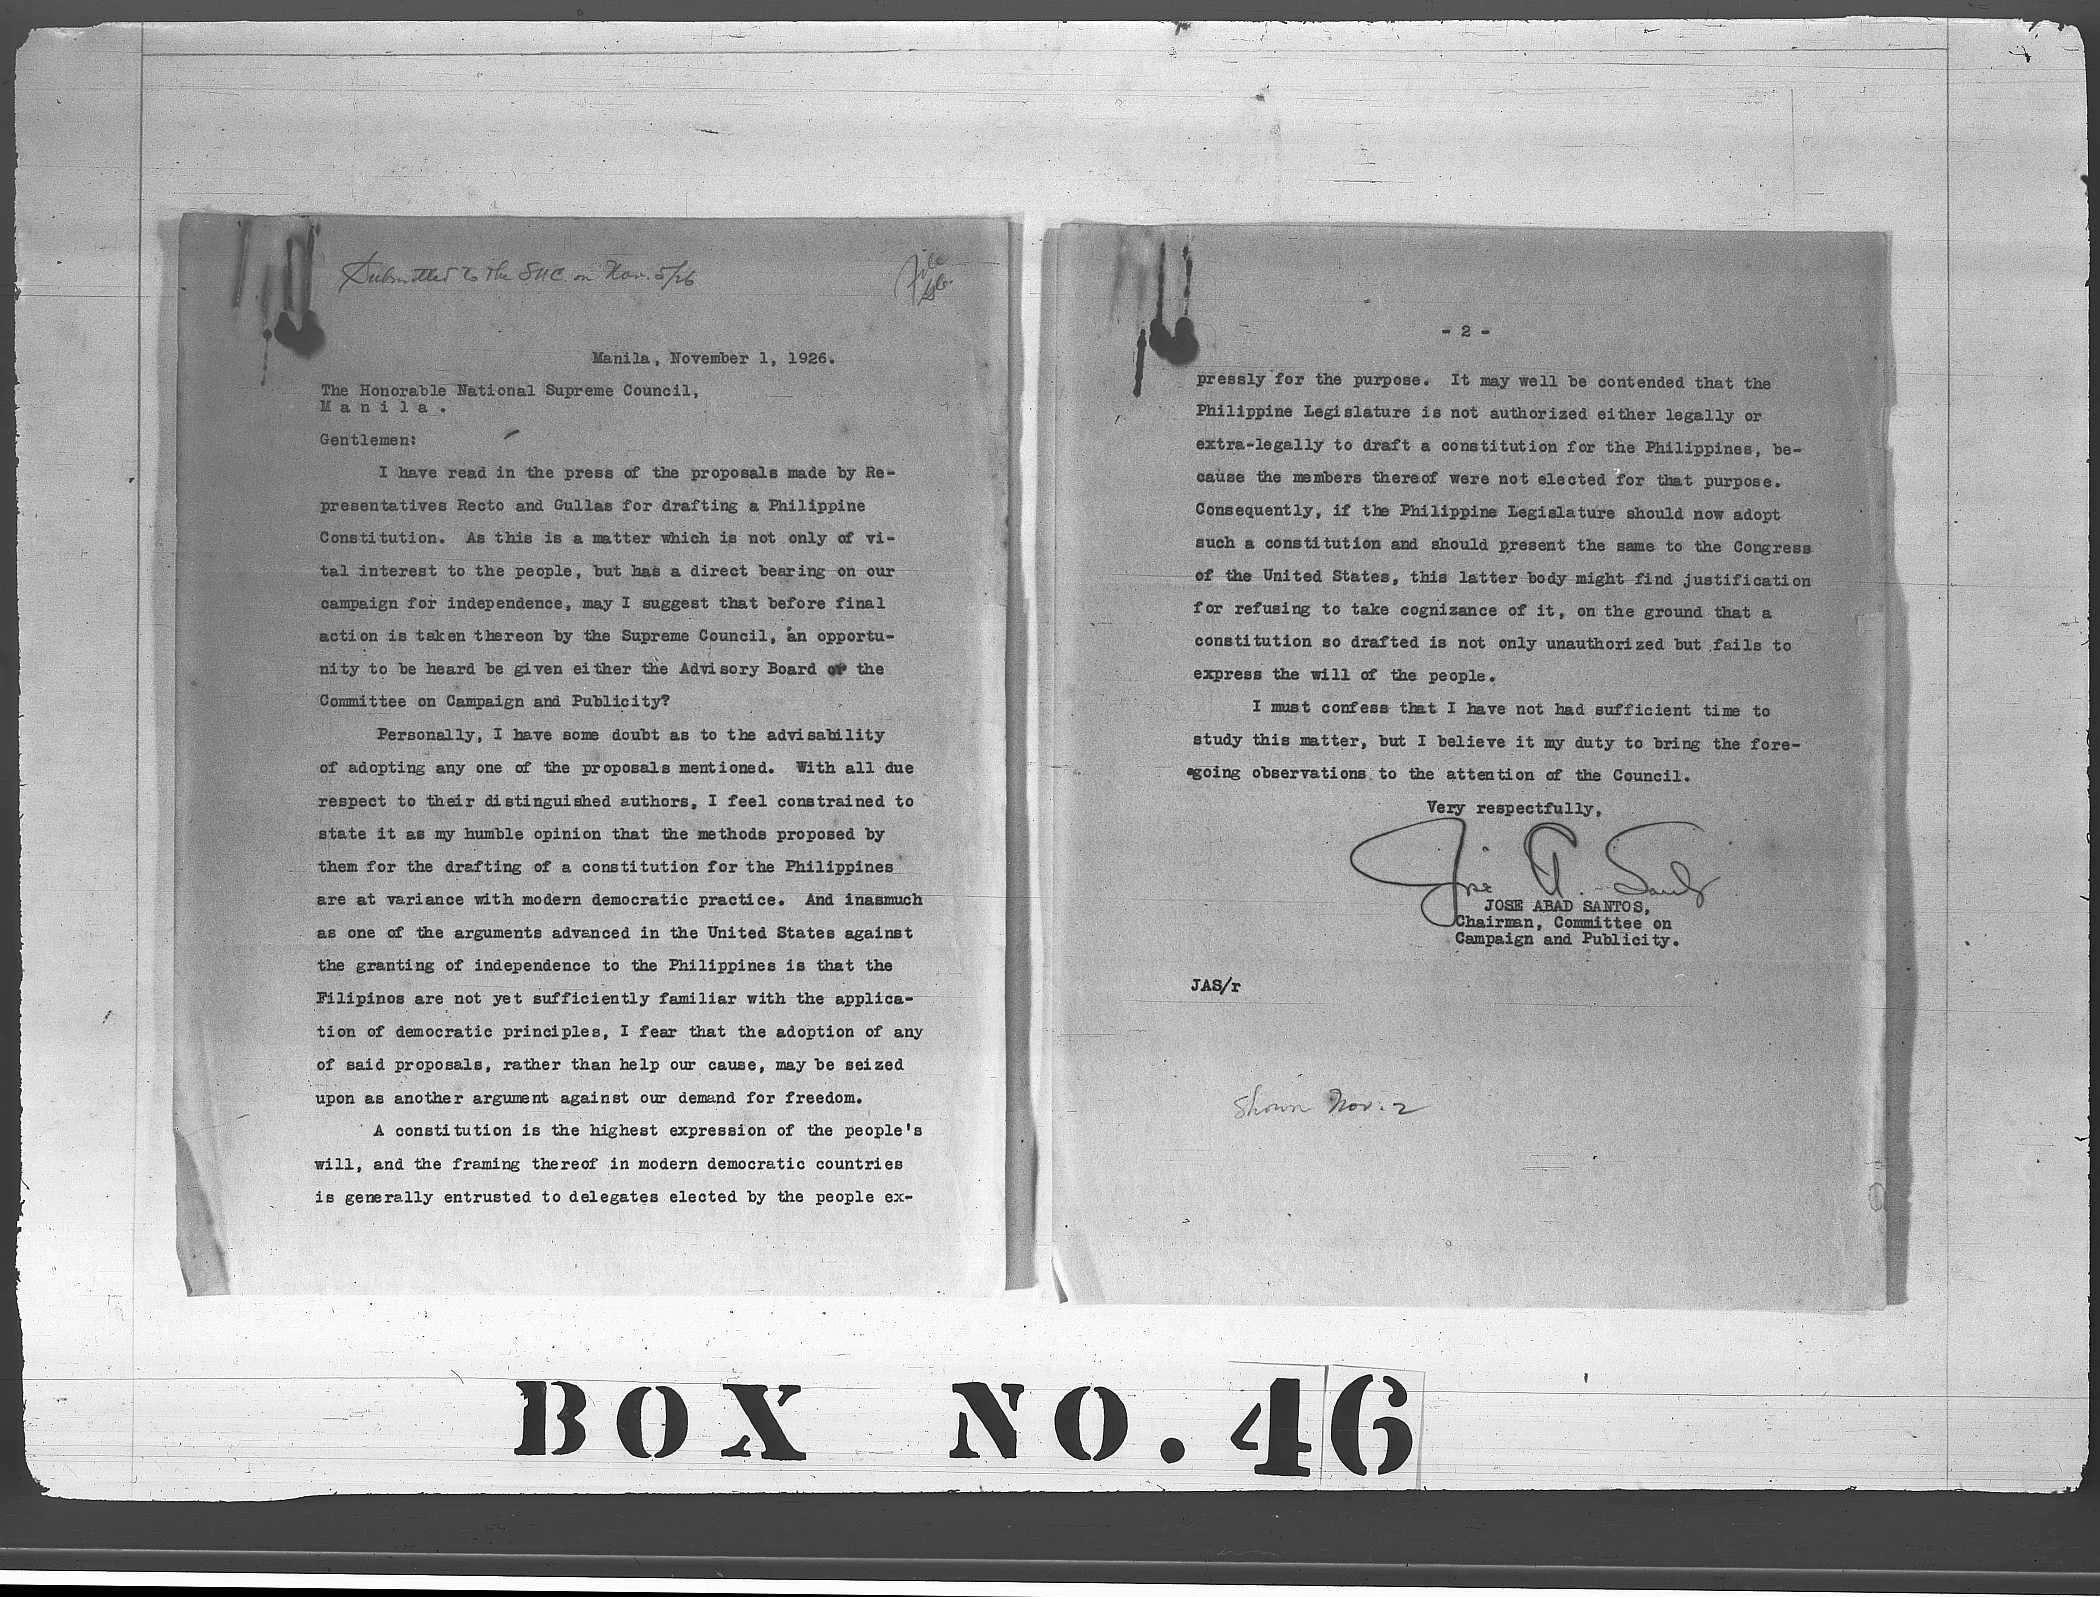 Submitted to the SNC. on Nov. 5/26
file
Manila, November 1, 1926.
The Honorable National Supreme Council,
M a n i l a .
Gentlemen:
I have read in the press of the proposals made by Re-
presentatives Recto and Gullas for drafting a Philippine
Constitution. As this is a matter which is not only of vi-
tal interest to the people, but has a direct bearing on our
campaign for independence, may I suggest that before final
action is taken thereon by the Supreme Council, an opportu-
nity to be heard be given either the Advisory Board or the
Committee on Campaign and Publicity?
Personally, I have some doubt as to the advisability
of adopting any one of the proposals mentioned. With all due
respect to their distinguished authors, I feel constrained to
state it as my humble opinion that the methods proposed by
them for the drafting of a constitution for the Philippines
are at variance with modern democratic practice. And inasmuch
as one of the arguments advanced in the United States against
the granting of independence to the Philippines is that the
Filipinos are not yet sufficiently familiar with the applica-
tion of democratic principles, I fear that the adoption of any
of said proposals, rather than help our cause, may be seized
upon as another argument against our demand for freedom.
A constitution is the highest expression of the people's
will, and the framing thereof in modern democratic countries
is generally entrusted to delegates elected by the people ex-
- 2 -
pressly for the purpose. It may well be contended that the
Philippine Legislature is not authorized either legally or
extra-legally to draft a constitution for the Philippines, be-
cause the members thereof were not elected for that purpose.
Consequently, if the Philippine Legislature should now adopt
such a constitution and should present the same to the Congress
of the United States, this latter body might find justification
for refusing to take cognizance of it, on the ground that a
constitution so drafted is not only unauthorized but fails to
express the will of the people.
I must confess that I have not had sufficient time to
study this matter, but I believe it my duty to bring the fore-
going observations to the attention of the Council.
Very respectfully,
Jose A. Santos
JOSE ABAD SANTOS,
Chairman, Committee on
Campaign and Publicity.
JAS/r
Shown Nov. 2
BOX NO. 46